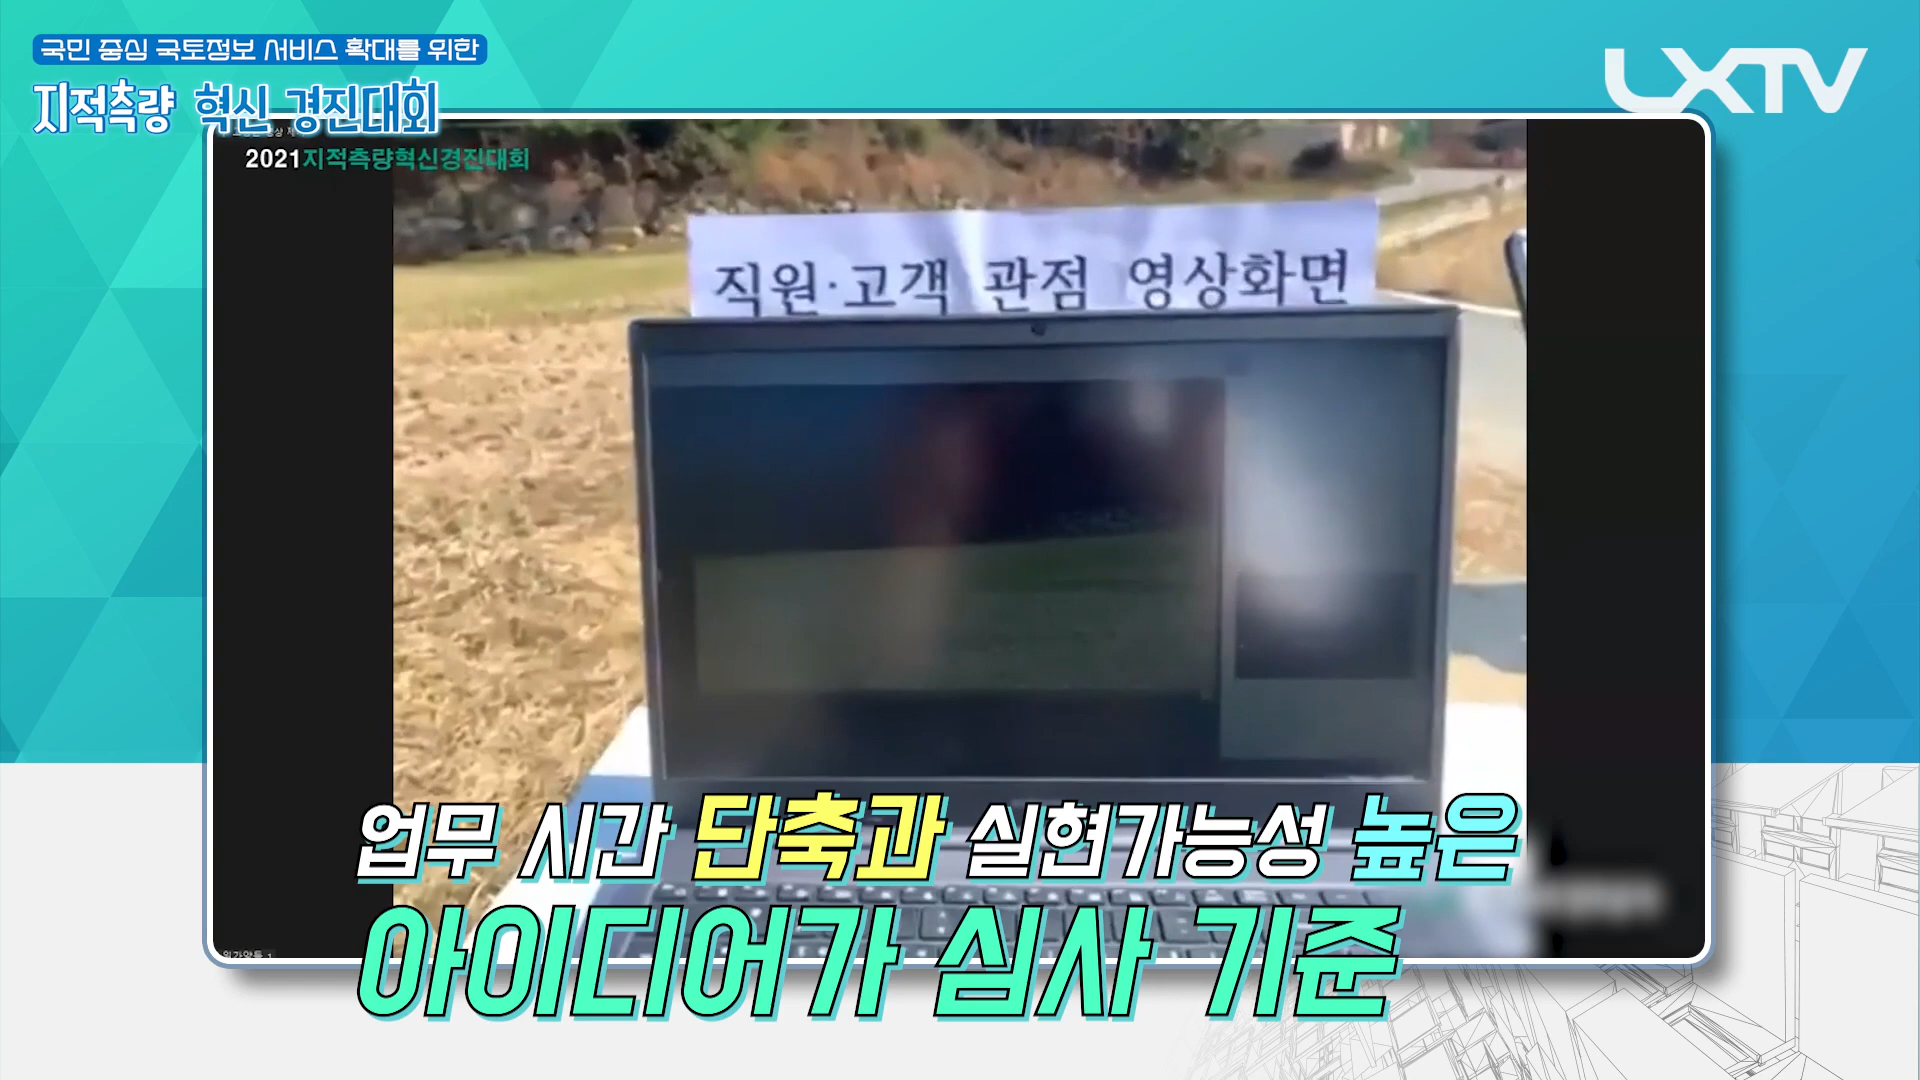 국민 중심 국토정보 서비스 확대를 위한
지적측량 혁신 경진대회
LXTV
2021지적측량혁신경진대회
직원·고객 관점 영상화면
업무 시간 단축과 실현가능성 높은
아이디어가 심사 기준